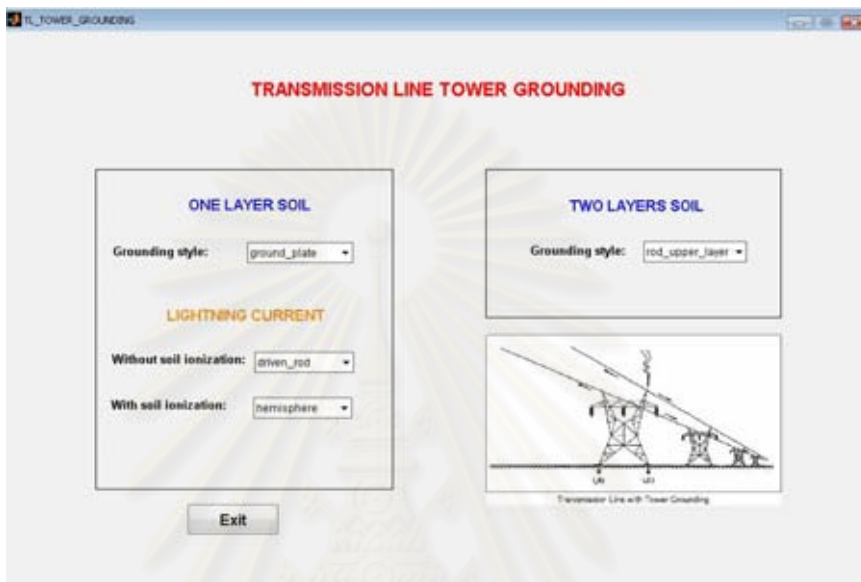 TL_TOWER_GROUNDING
TRANSMISSION LINE TOWER GROUNDING
ONE LAYER SOIL
Grounding style: ground_plate
LIGHTNING CURRENT
Without soil ionization: driven_rod
With soil ionization: hemisphere
Exit
TWO LAYERS SOIL
Grounding style: rod_upper_layer
Transmission Line with Tower Grounding